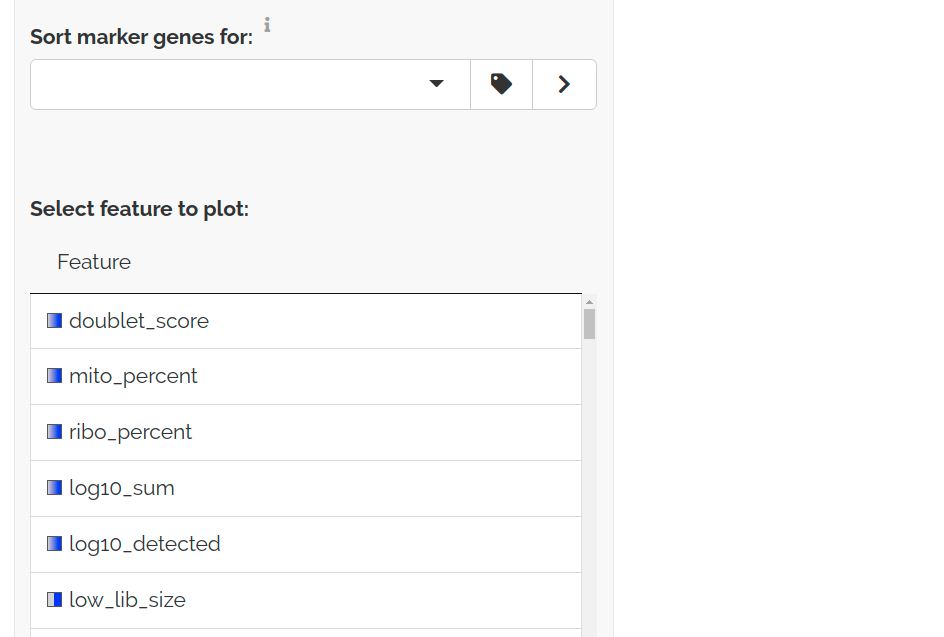 Sort marker genes for:
Select feature to plot:
Feature
doublet_score
mito_percent
ribo_percent
log10_sum
log10_detected
low_lib_size